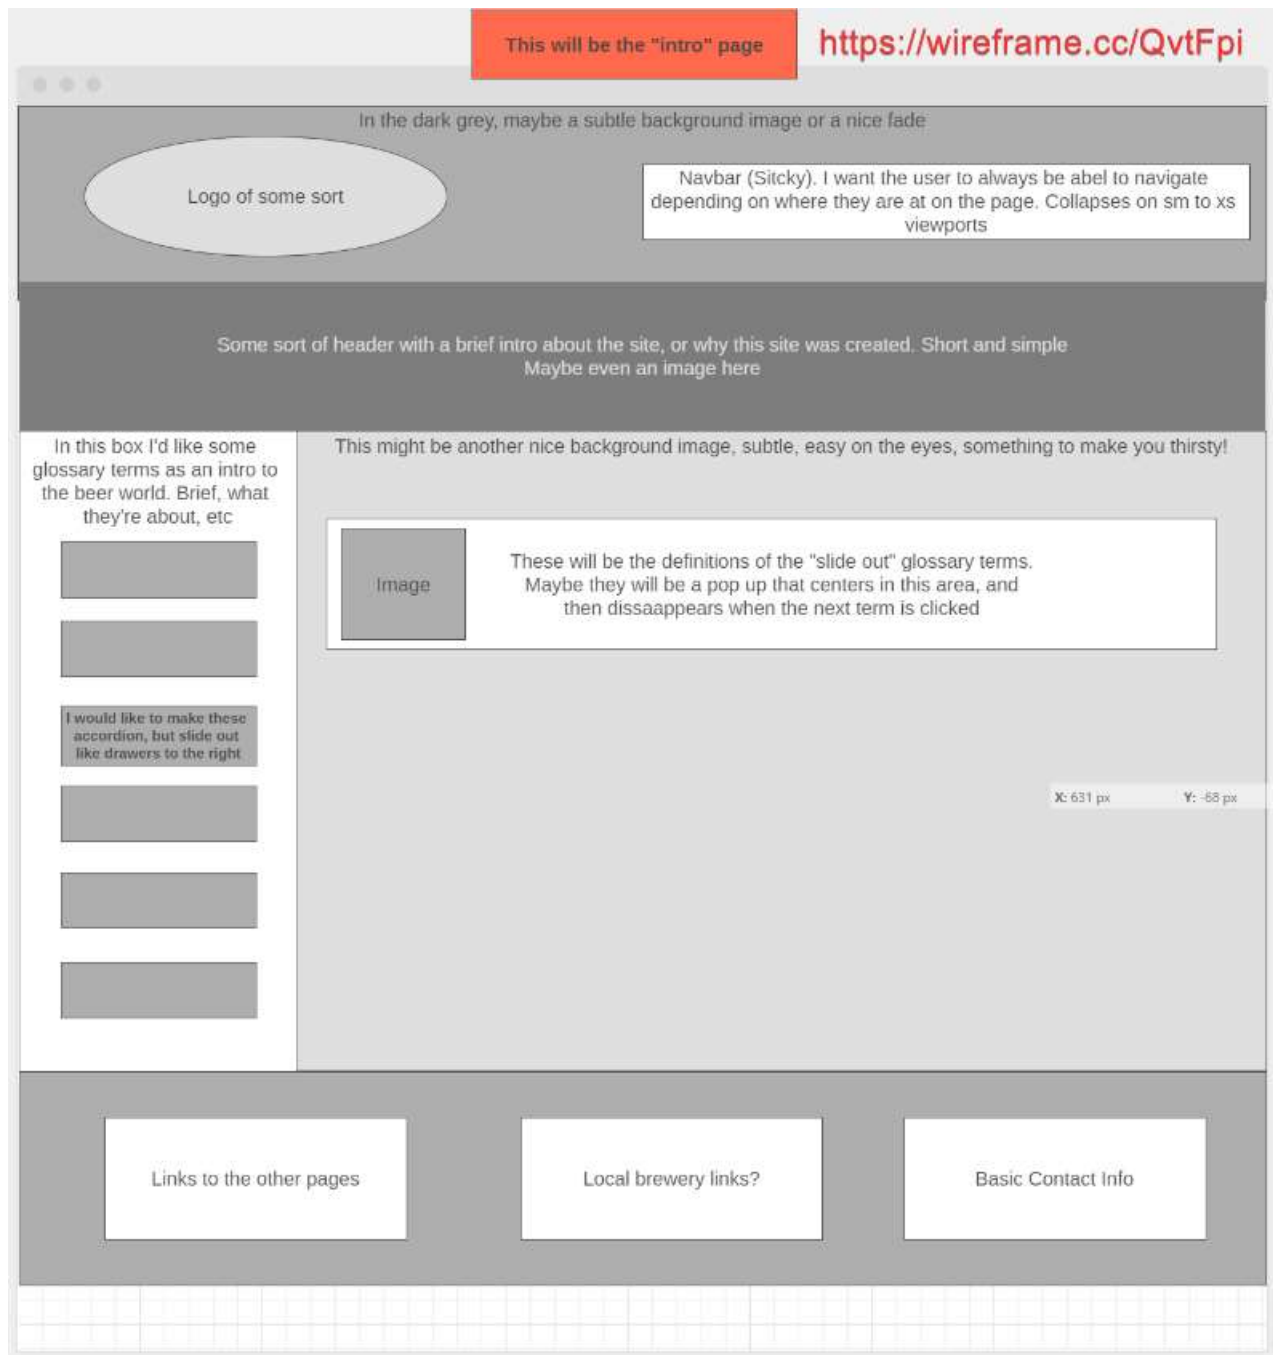 This will be the "intro" page
https://wireframe.cc/QvtFpi
In the dark grey, maybe a subtle background image or a nice fade
Logo of some sort
Navbar (Sitcky). I want the user to always be abel to navigate
depending on where they are at on the page. Collapses on sm to xs
viewports
Some sort of header with a brief intro about the site, or why this site was created. Short and simple
Maybe even an image here
In this box I'd like some
glossary terms as an intro to
the beer world. Brief, what
they're about, etc
This might be another nice background image, subtle, easy on the eyes, something to make you thirsty!
Image
These will be the definitions of the "slide out" glossary terms.
Maybe they will be a pop up that centers in this area, and
then dissaappears when the next term is clicked
I would like to make these
accordion, but slide out
like drawers to the right
X: 631 px Y: -68 px
Links to the other pages
Local brewery links?
Basic Contact Info